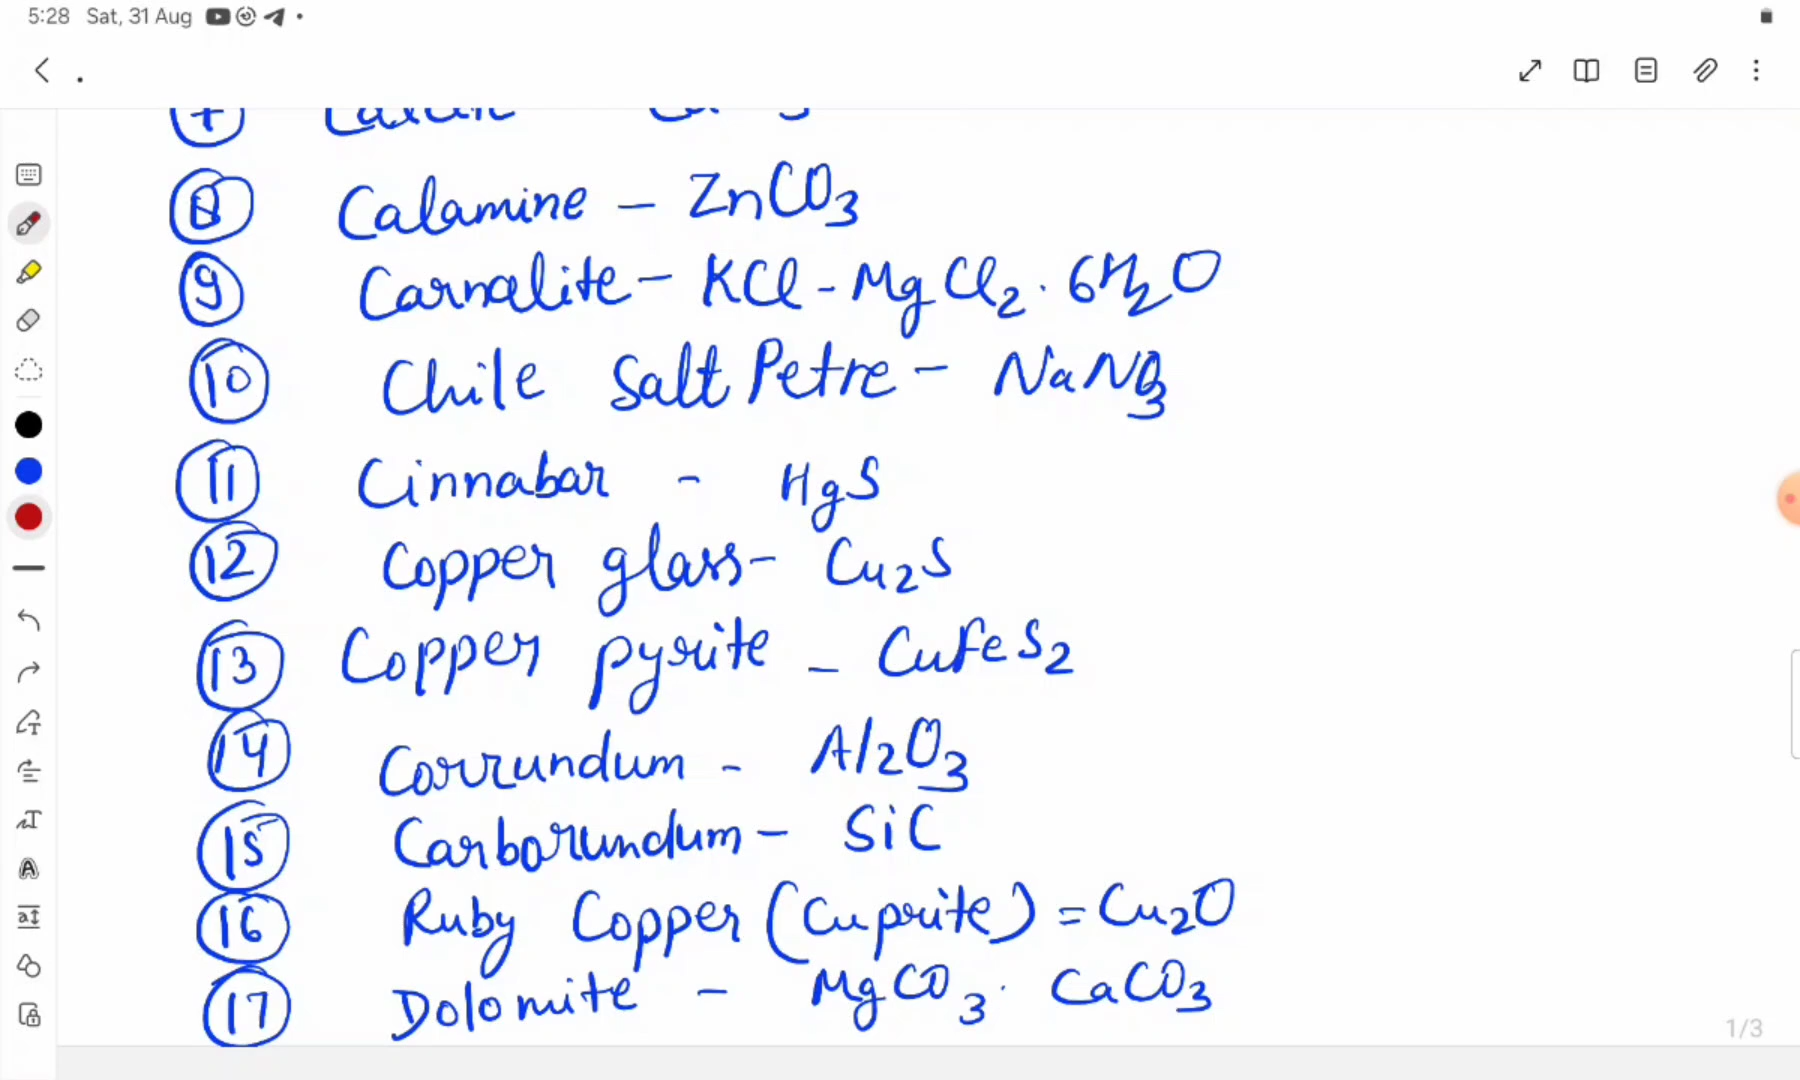 5:28 Sat, 31 Aug
.
8 Calamine - ZnCO3
9 Carnalite - KCl - MgCl2 . 6H2O
10 Chile Salt Petre - NaNO3
11 Cinnabar - HgS
12 Copper glass - Cu2S
13 Copper pyrite - CuFeS2
14 Corrundum - Al2O3
15 Carborundum - SiC
16 Ruby Copper (Cuprite) = Cu2O
17 Dolomite - MgCO3 . CaCO3
1/3